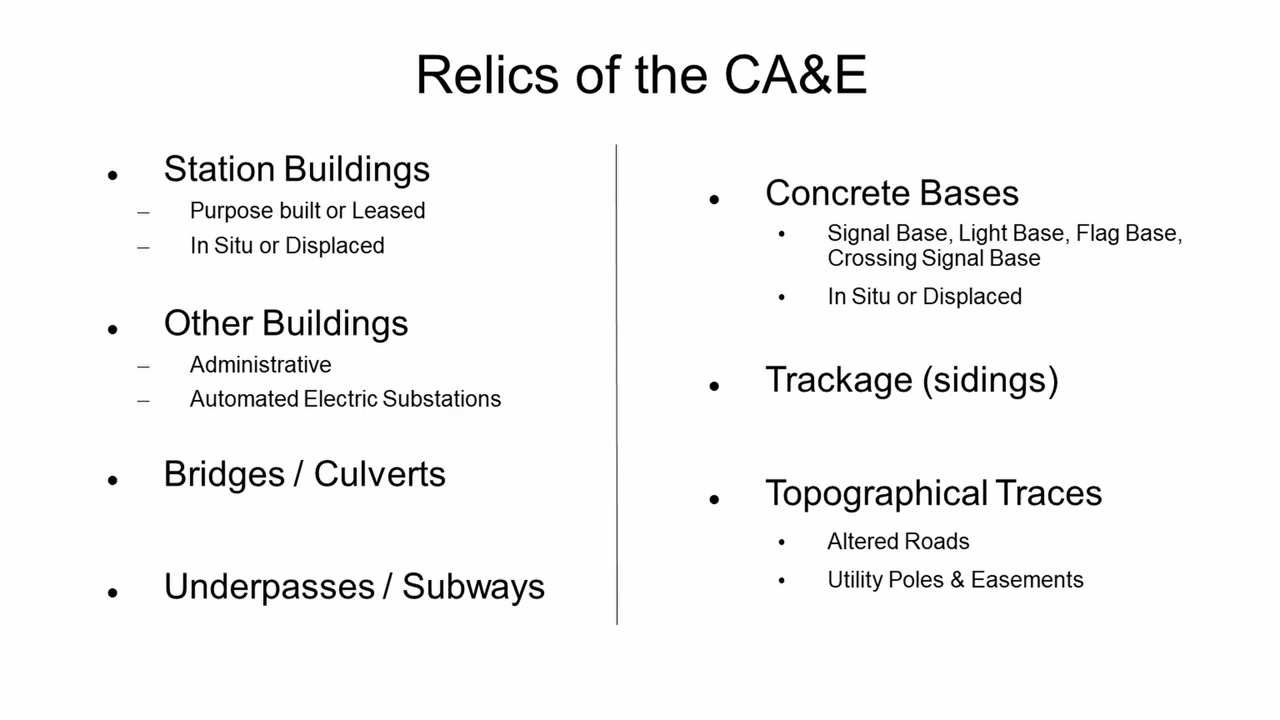 Relics of the CA&E
• Station Buildings
– Purpose built or Leased
– In Situ or Displaced
• Other Buildings
– Administrative
– Automated Electric Substations
• Bridges / Culverts
• Underpasses / Subways
• Concrete Bases
• Signal Base, Light Base, Flag Base,
Crossing Signal Base
• In Situ or Displaced
• Trackage (sidings)
• Topographical Traces
• Altered Roads
• Utility Poles & Easements